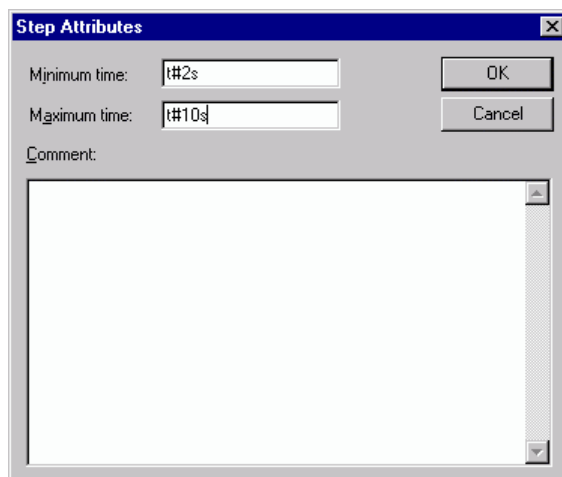 Step Attributes
Minimum time: t#2s OK
Maximum time: t#10s Cancel
Comment: